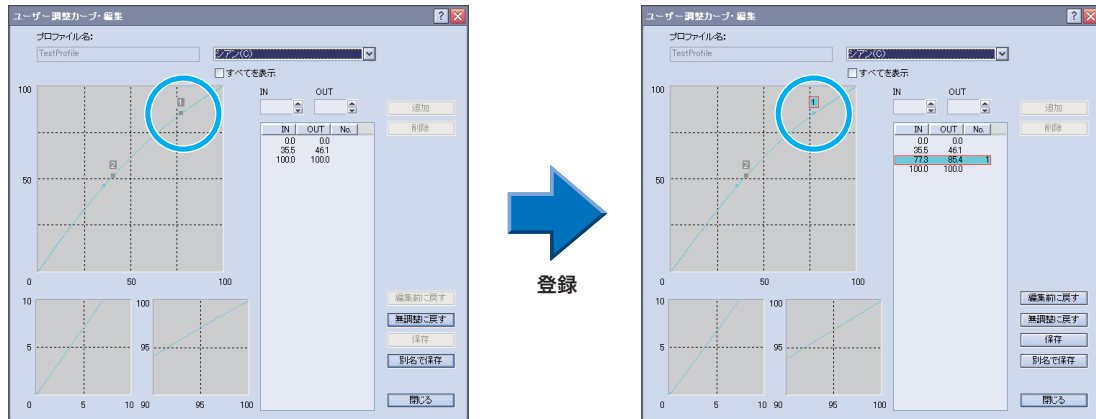 ユーザー調整カーブ・編集
プロファイル名:
TestProfile
シアン(C)
すべてを表示
IN OUT
追加
削除
IN OUT No.
0.0 0.0
35.5 46.1
100.0 100.0
100
1
2
50
0 50 100
10
5
0 5 10
100
95
90 95 100
編集前に戻す
無調整に戻す
保存
別名で保存
閉じる
登録
ユーザー調整カーブ・編集
プロファイル名:
TestProfile
シアン(C)
すべてを表示
IN OUT
追加
削除
IN OUT No.
0.0 0.0
35.5 46.1
77.3 85.4 1
100.0 100.0
100
1
2
50
0 50 100
10
5
0 5 10
100
95
90 95 100
編集前に戻す
無調整に戻す
保存
別名で保存
閉じる